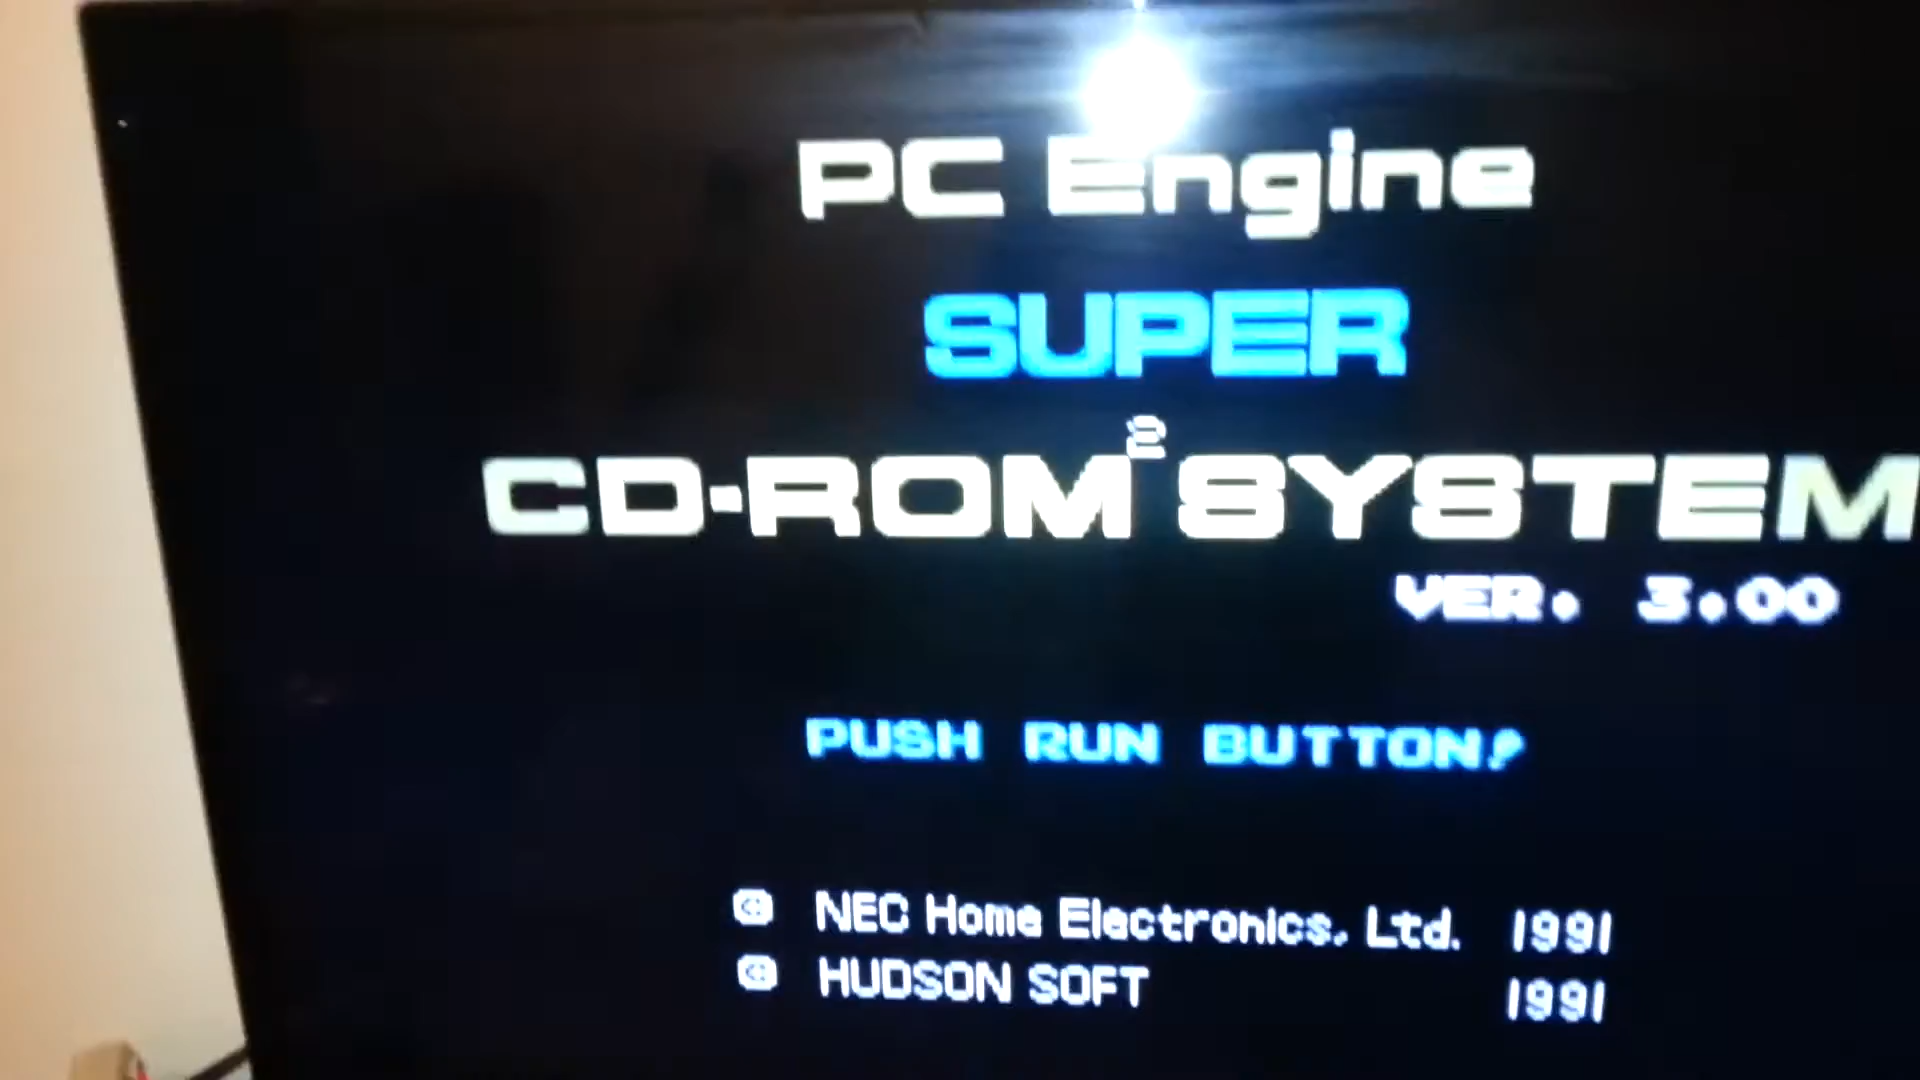 PC Engine
SUPER
CD-ROM² SYSTEM
VER. 3.00
PUSH RUN BUTTON!
© NEC Home Electronics, Ltd. 1991
© HUDSON SOFT 1991